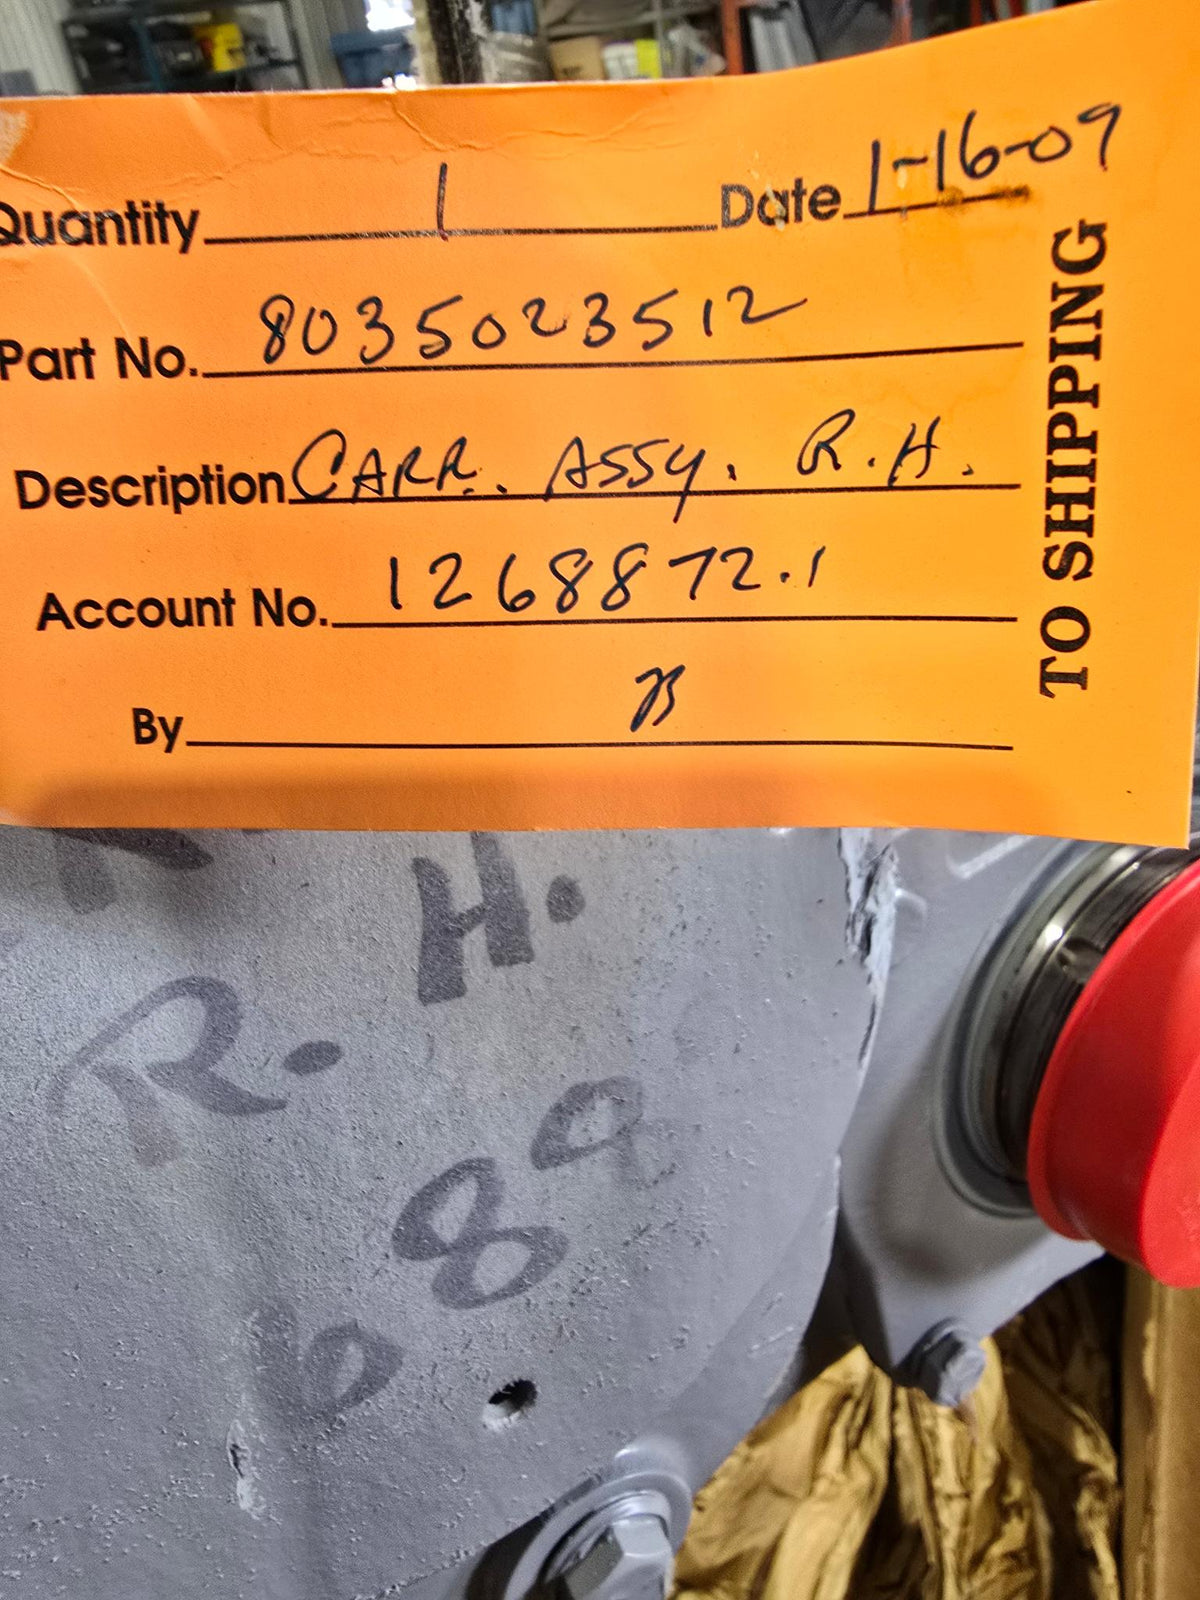 Quantity 1 Date 1-16-09
Part No. 8035023512
Description CARR. ASSY. R.H.
Account No. 1268872.1
By B
TO SHIPPING
H.
R.
689